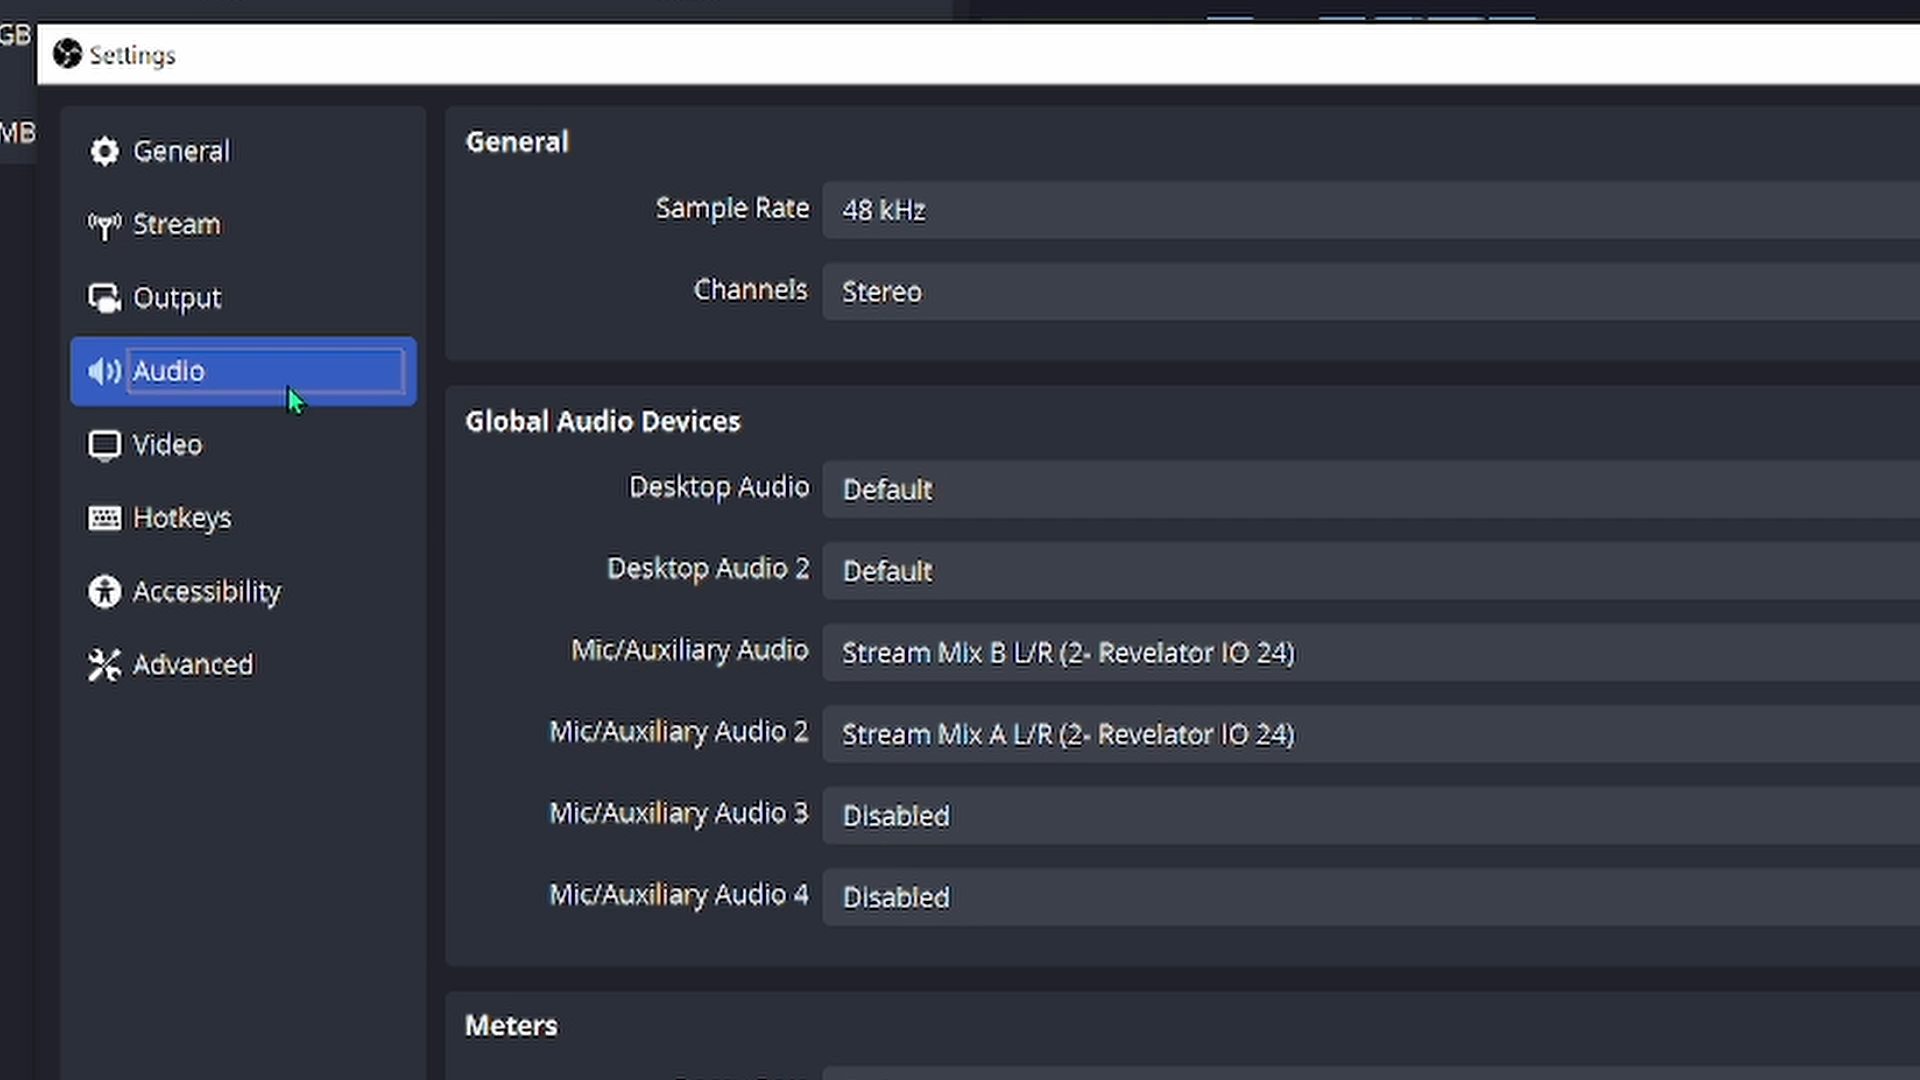 GB
Settings
MB
General
Stream
Output
Audio
Video
Hotkeys
Accessibility
Advanced
General
Sample Rate 48 kHz
Channels Stereo
Global Audio Devices
Desktop Audio Default
Desktop Audio 2 Default
Mic/Auxiliary Audio Stream Mix B L/R (2- Revelator IO 24)
Mic/Auxiliary Audio 2 Stream Mix A L/R (2- Revelator IO 24)
Mic/Auxiliary Audio 3 Disabled
Mic/Auxiliary Audio 4 Disabled
Meters